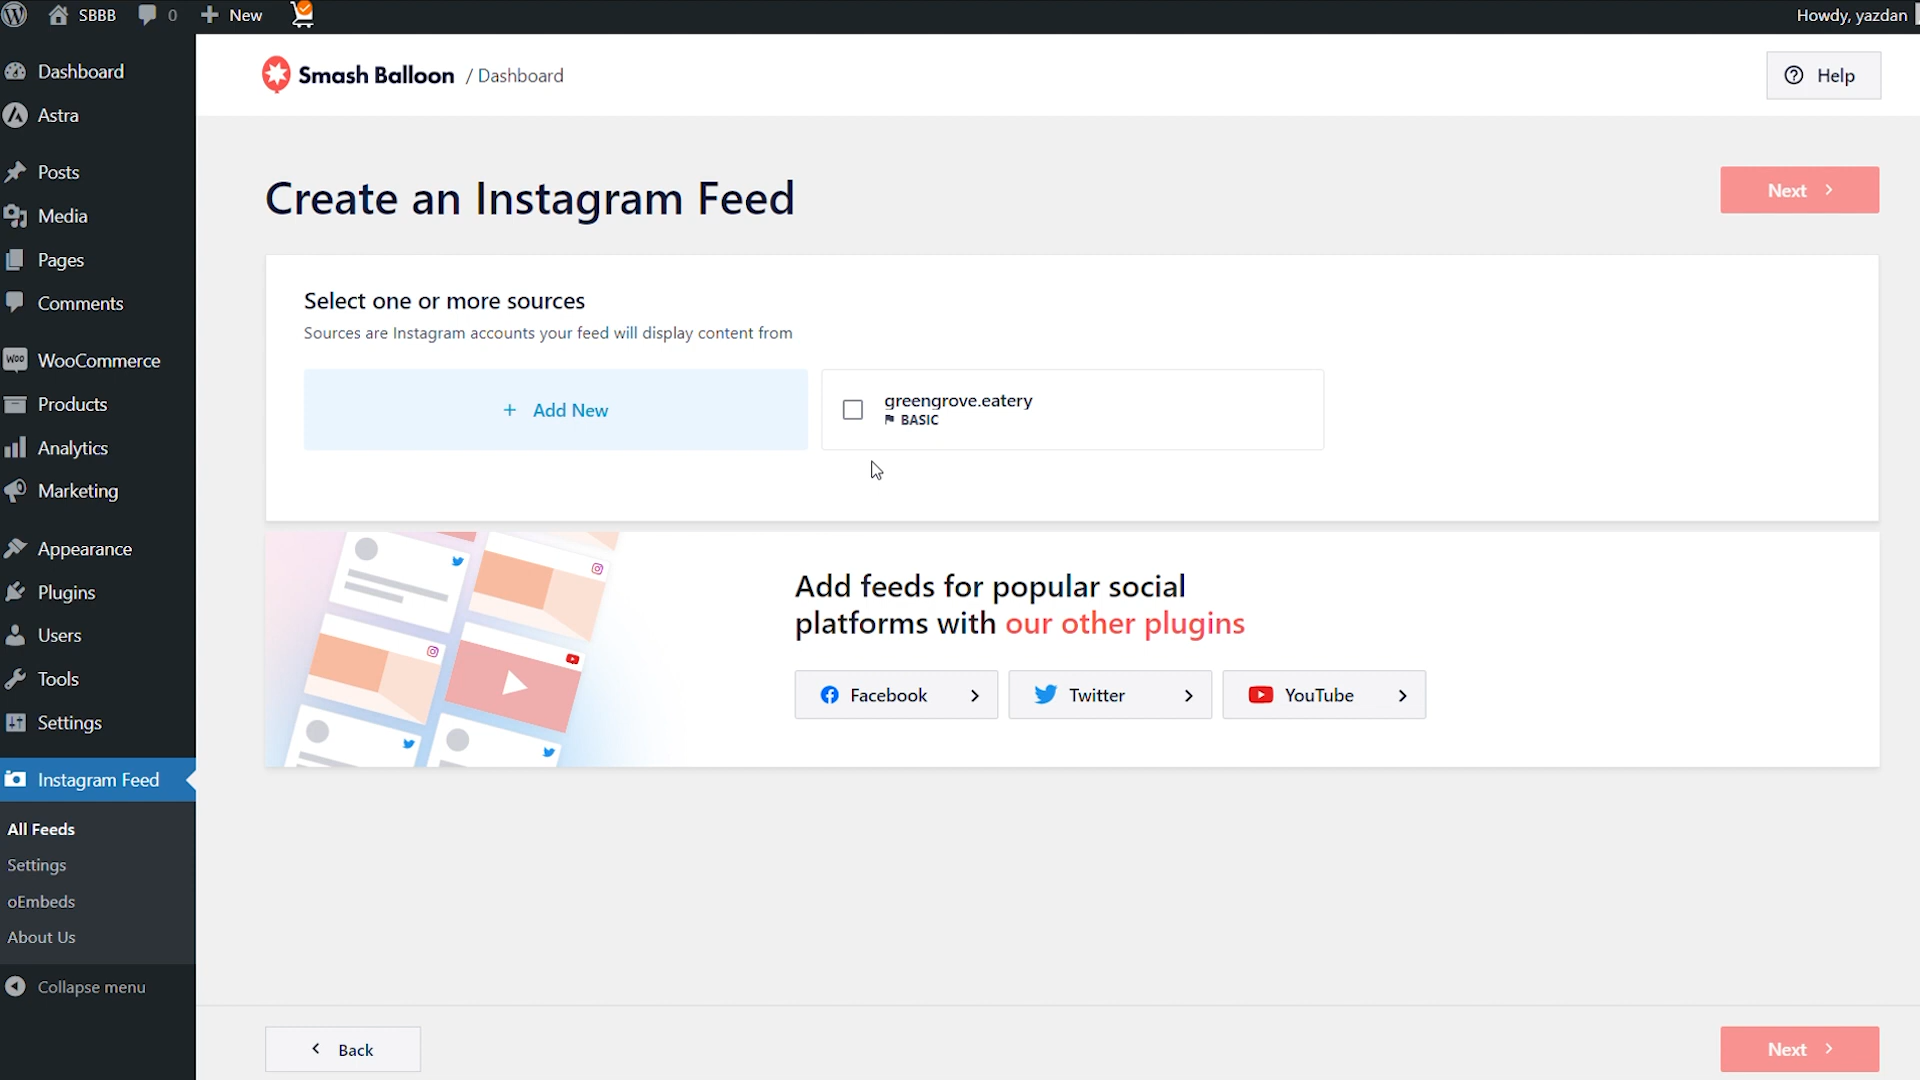 SBBB
0
New
Howdy, yazdan
Dashboard
Astra
Posts
Media
Pages
Comments
WooCommerce
Products
Analytics
Marketing
Appearance
Plugins
Users
Tools
Settings
Instagram Feed
All Feeds
Settings
oEmbeds
About Us
Collapse menu
Smash Balloon / Dashboard
Help
Create an Instagram Feed
Next
Select one or more sources
Sources are Instagram accounts your feed will display content from
+ Add New
greengrove.eatery
BASIC
Add feeds for popular social
platforms with our other plugins
Facebook
Twitter
YouTube
Back
Next